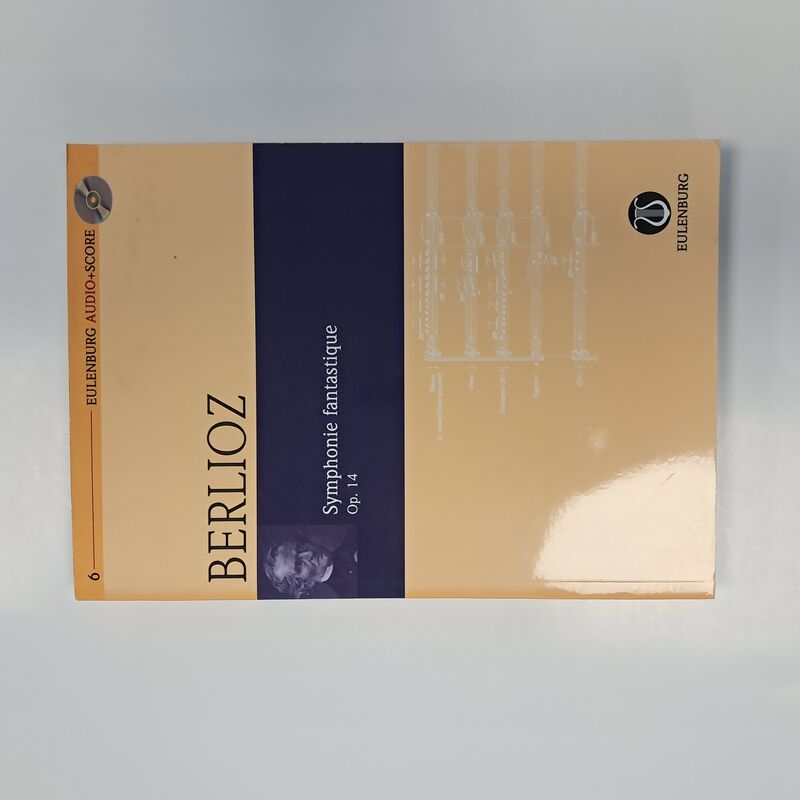 6
EULENBURG AUDIO+SCORE
BERLIOZ
Symphonie fantastique
Op. 14
EULENBURG